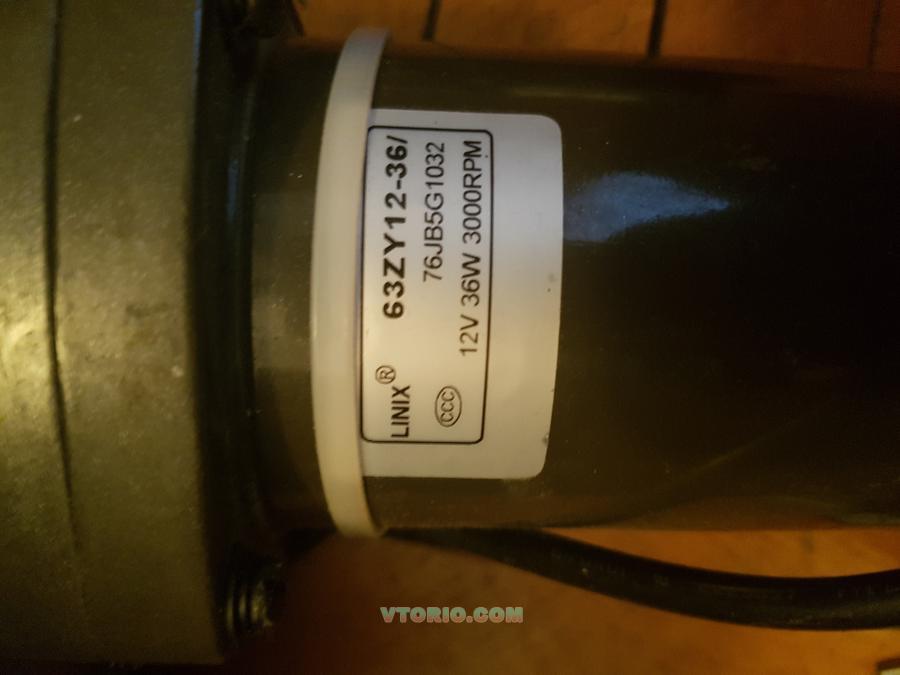 LINIX® 63ZY12-36/
76JB5G1032
CCC 12V 36W 3000RPM
VTORIO.COM